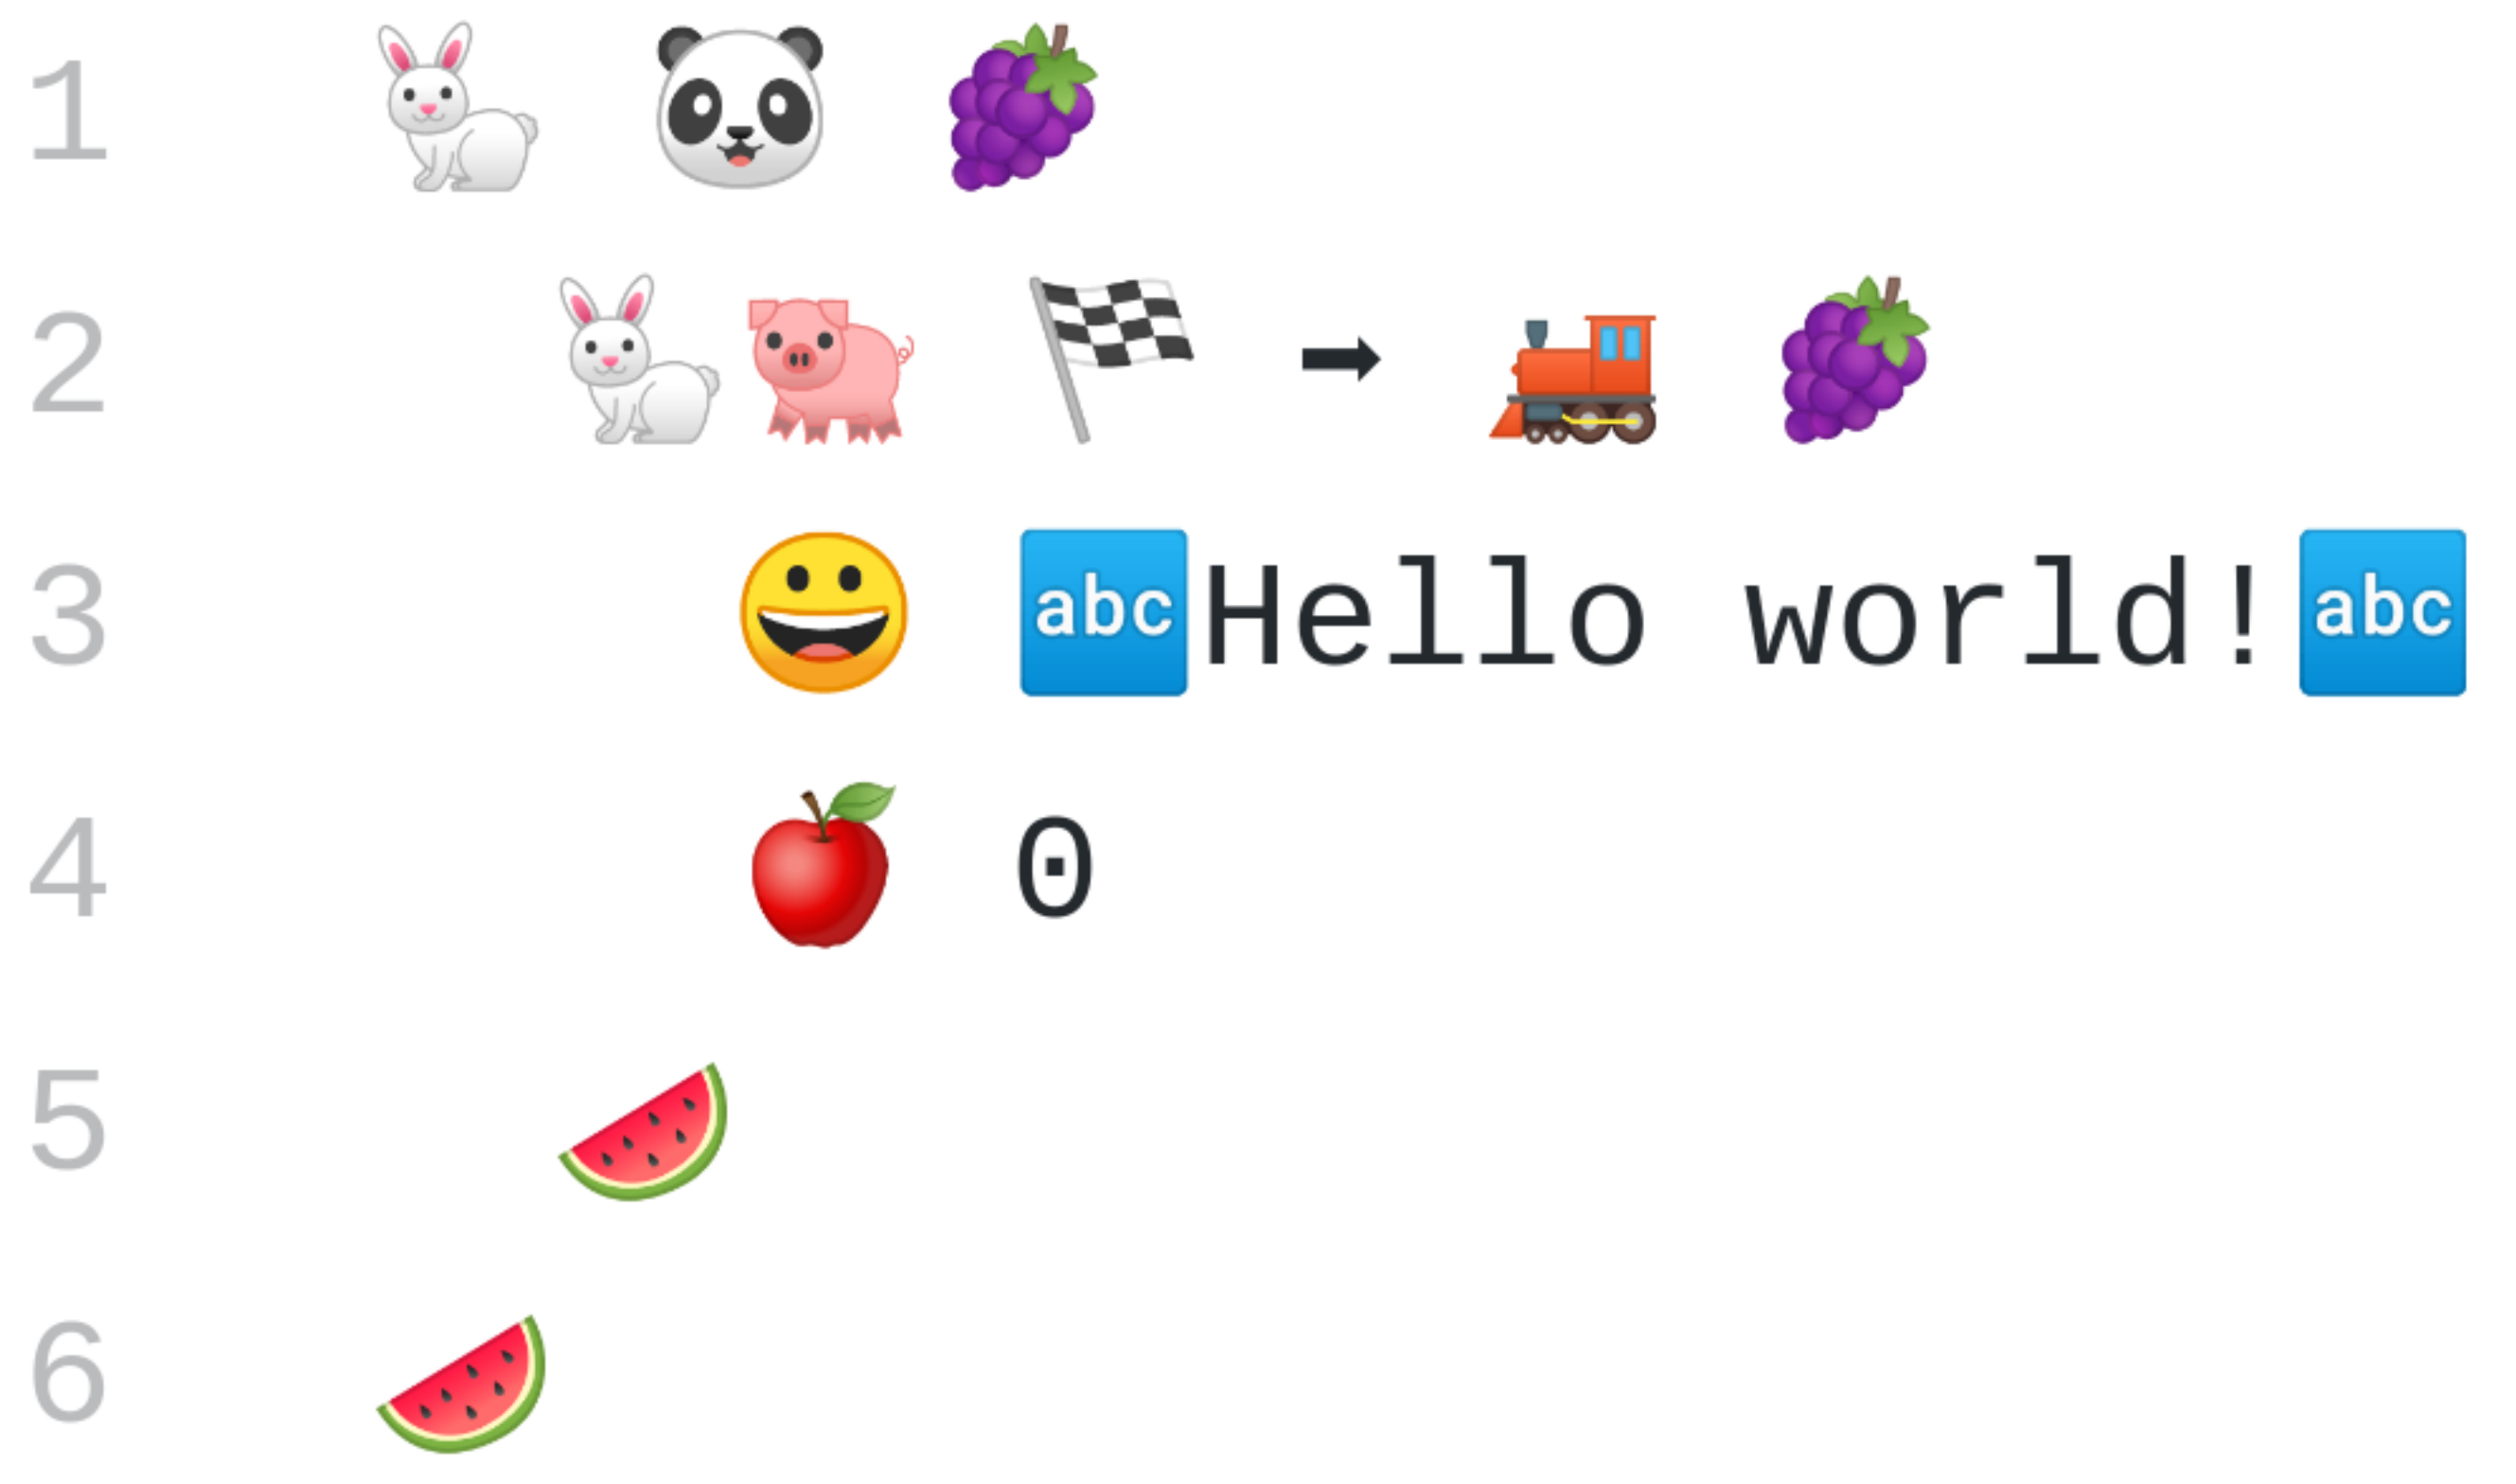 1 🐇 🐼 🍇
2 🐇🐖 🏁 ➡ 🚂 🍇
3 😀 🔤Hello world!🔤
4 🍎 0
5 🍉
6 🍉